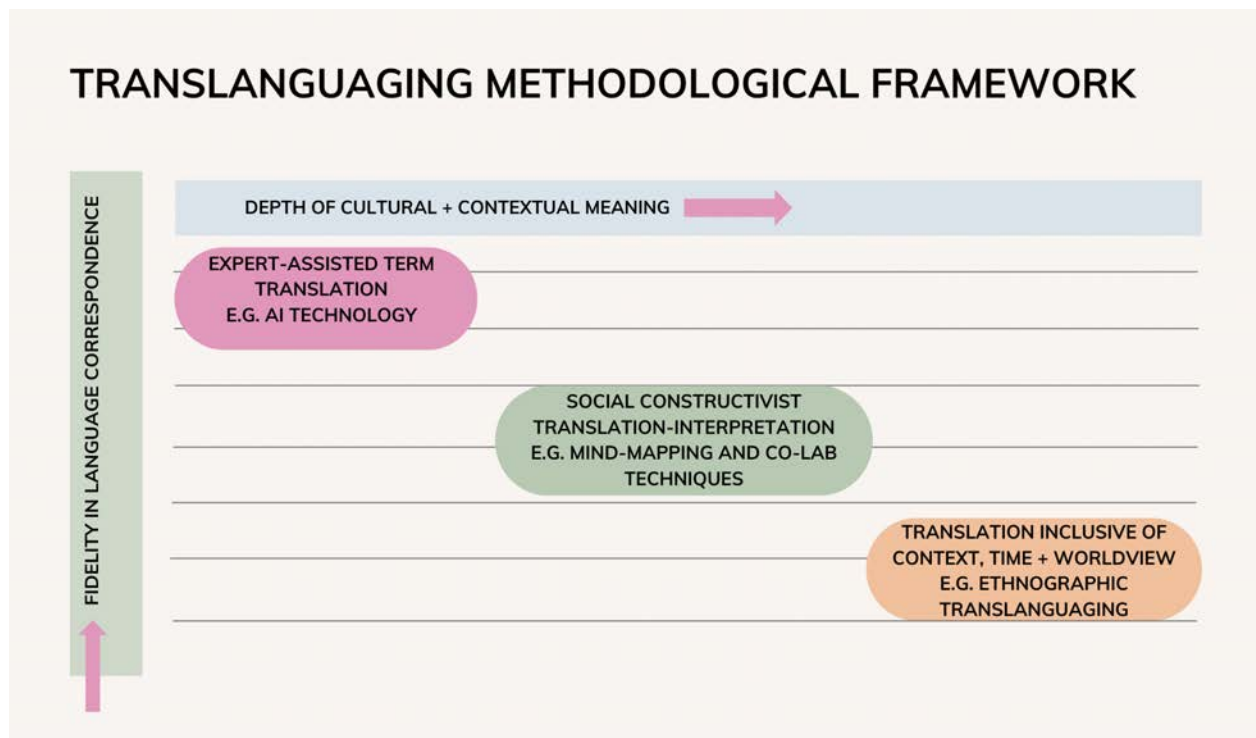 TRANSLANGUAGING METHODOLOGICAL FRAMEWORK
FIDELITY IN LANGUAGE CORRESPONDENCE
DEPTH OF CULTURAL + CONTEXTUAL MEANING
EXPERT-ASSISTED TERM
TRANSLATION
E.G. AI TECHNOLOGY
SOCIAL CONSTRUCTIVIST
TRANSLATION-INTERPRETATION
E.G. MIND-MAPPING AND CO-LAB
TECHNIQUES
TRANSLATION INCLUSIVE OF
CONTEXT, TIME + WORLDVIEW
E.G. ETHNOGRAPHIC
TRANSLANGUAGING